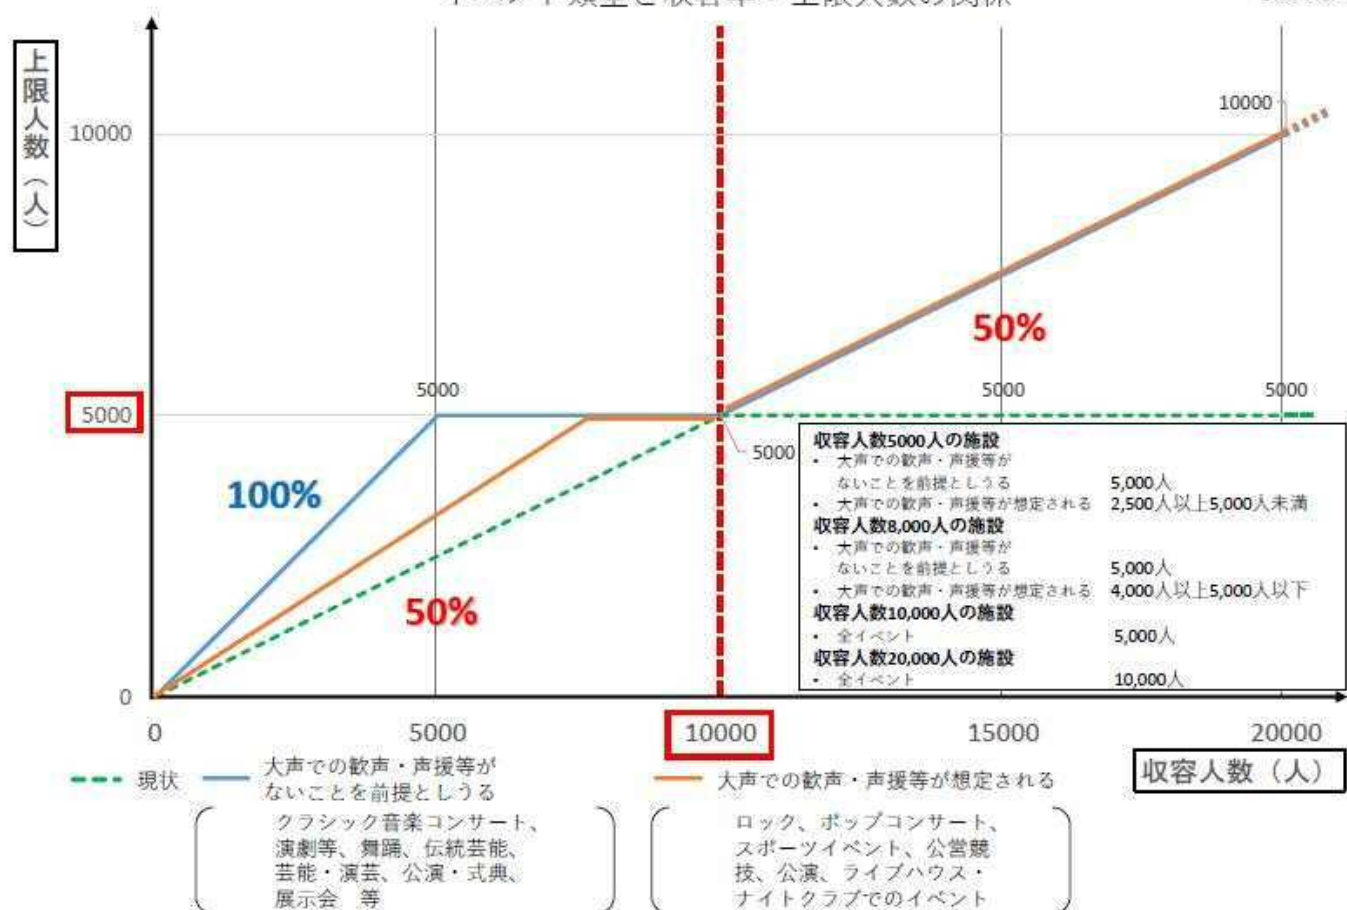 上限人数（人）
10000
5000
0
10000
5000
5000
5000
5000
100%
50%
50%
収容人数5000人の施設
・ 大声での歓声・声援等が
ないことを前提としうる 5,000人
・ 大声での歓声・声援等が想定される 2,500人以上5,000人未満
収容人数8,000人の施設
・ 大声での歓声・声援等が
ないことを前提としうる 5,000人
・ 大声での歓声・声援等が想定される 4,000人以上5,000人以下
収容人数10,000人の施設
・ 全イベント 5,000人
収容人数20,000人の施設
・ 全イベント 10,000人
0 5000 10000 15000 20000
収容人数（人）
現状
大声での歓声・声援等が
ないことを前提としうる
大声での歓声・声援等が想定される
クラシック音楽コンサート、
演劇等、舞踊、伝統芸能、
芸能・演芸、公演・式典、
展示会 等
ロック、ポップコンサート、
スポーツイベント、公営競
技、公演、ライブハウス・
ナイトクラブでのイベント